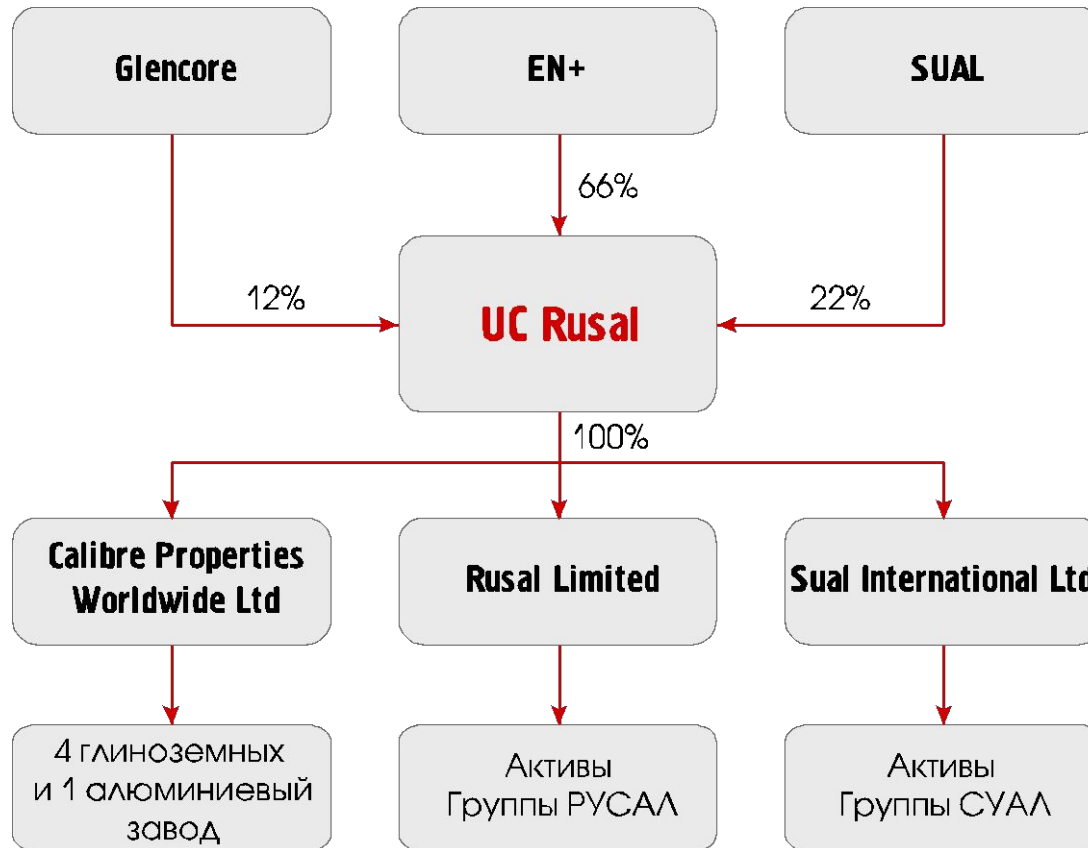 Glencore
EN+
SUAL
66%
12%
22%
UC Rusal
100%
Calibre Properties
Worldwide Ltd
Rusal Limited
Sual International Ltd
4 глиноземных
и 1 алюминиевый
завод
Активы
Группы РУСАЛ
Активы
Группы СУАЛ